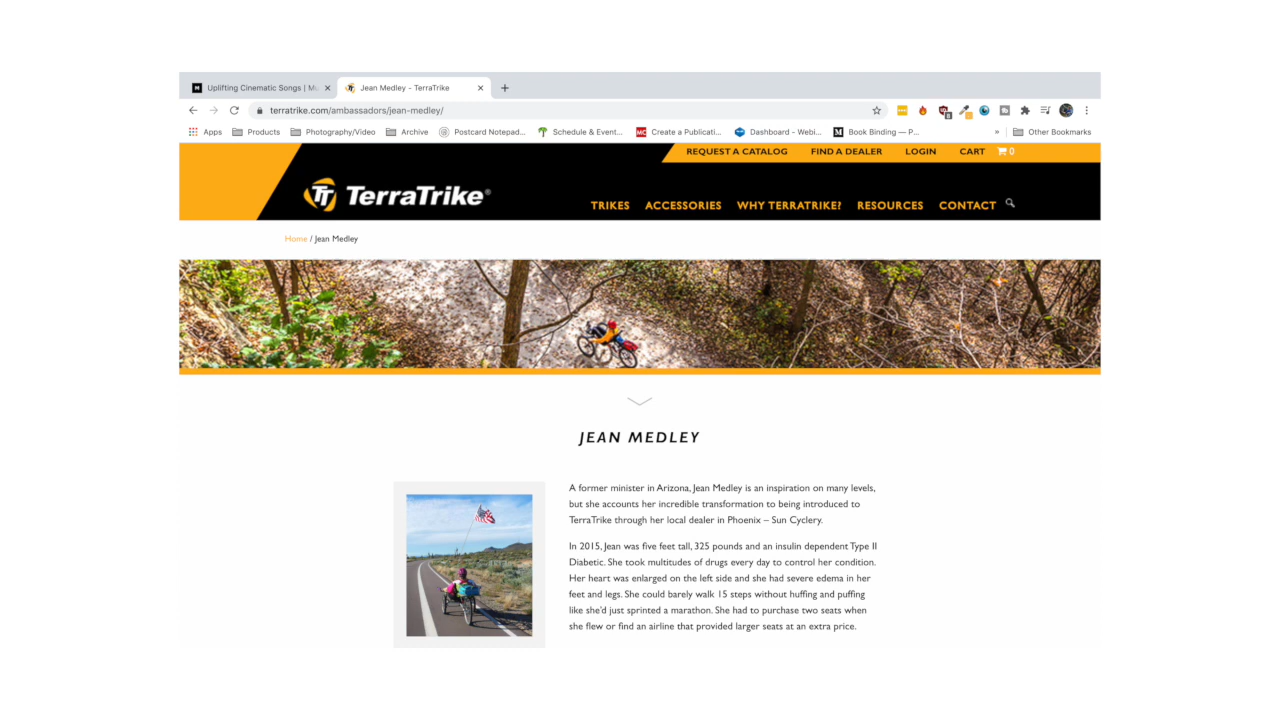 Uplifting Cinematic Songs | Mu
Jean Medley - TerraTrike
terratrike.com/ambassadors/jean-medley/
Apps Products Photography/Video Archive Postcard Notepad... Schedule & Event... Create a Publicati... Dashboard - Webi... Book Binding — P... » Other Bookmarks
REQUEST A CATALOG FIND A DEALER LOGIN CART 0
TT TerraTrike®
TRIKES ACCESSORIES WHY TERRATRIKE? RESOURCES CONTACT
Home / Jean Medley
JEAN MEDLEY
A former minister in Arizona, Jean Medley is an inspiration on many levels,
but she accounts her incredible transformation to being introduced to
TerraTrike through her local dealer in Phoenix – Sun Cyclery.
In 2015, Jean was five feet tall, 325 pounds and an insulin dependent Type II
Diabetic. She took multitudes of drugs every day to control her condition.
Her heart was enlarged on the left side and she had severe edema in her
feet and legs. She could barely walk 15 steps without huffing and puffing
like she'd just sprinted a marathon. She had to purchase two seats when
she flew or find an airline that provided larger seats at an extra price.